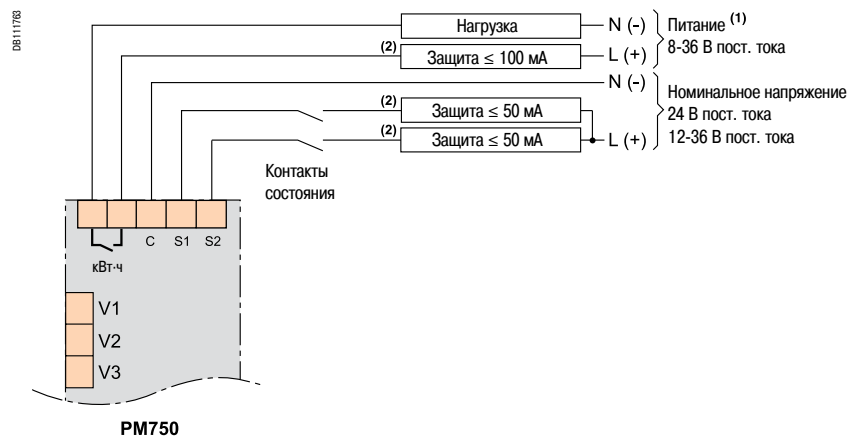 DB111763
Нагрузка
N (-)
Питание (1)
8-36 В пост. тока
(2)
Защита ≤ 100 мА
L (+)
N (-)
Номинальное напряжение
24 В пост. тока
12-36 В пост. тока
(2)
Защита ≤ 50 мА
(2)
Защита ≤ 50 мА
L (+)
Контакты
состояния
C S1 S2
кВт·ч
V1
V2
V3
PM750